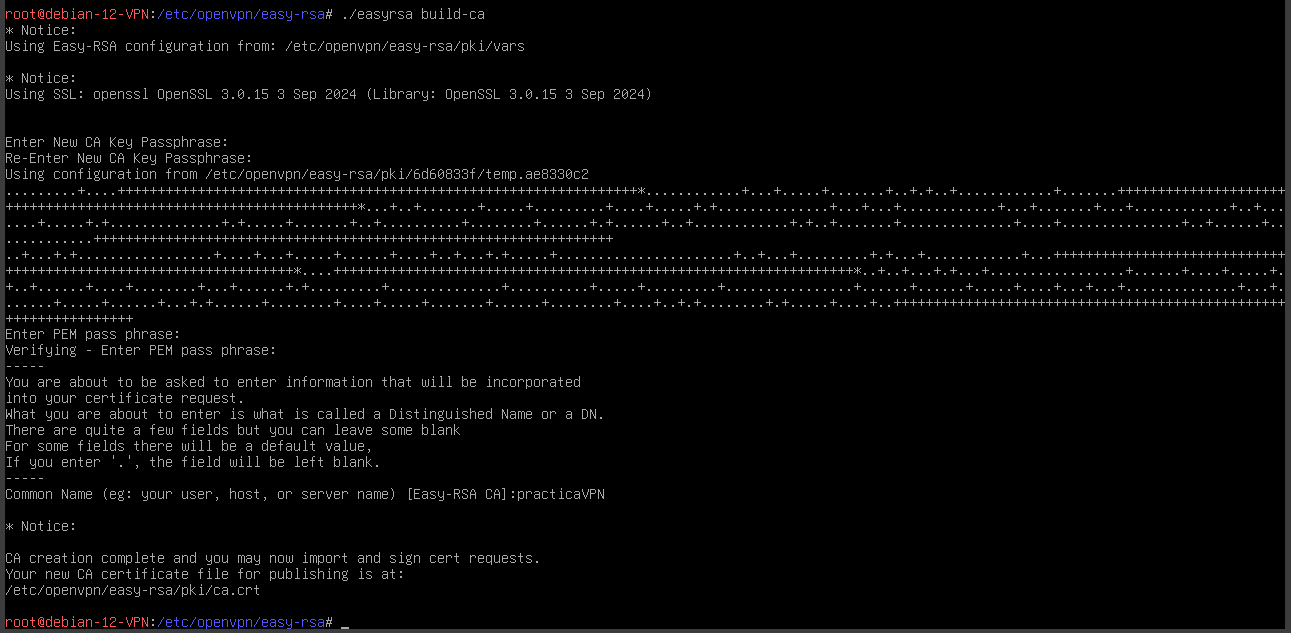 root@debian-12-VPN:/etc/openvpn/easy-rsa# ./easyrsa build-ca
* Notice:
Using Easy-RSA configuration from: /etc/openvpn/easy-rsa/pki/vars
* Notice:
Using SSL: openssl OpenSSL 3.0.15 3 Sep 2024 (Library: OpenSSL 3.0.15 3 Sep 2024)
Enter New CA Key Passphrase:
Re-Enter New CA Key Passphrase:
Using configuration from /etc/openvpn/easy-rsa/pki/6d60833f/temp.ae8330c2
Enter PEM pass phrase:
Verifying - Enter PEM pass phrase:
-----
You are about to be asked to enter information that will be incorporated
into your certificate request.
What you are about to enter is what is called a Distinguished Name or a DN.
There are quite a few fields but you can leave some blank
For some fields there will be a default value,
If you enter '.', the field will be left blank.
-----
Common Name (eg: your user, host, or server name) [Easy-RSA CA]:practicaVPN
* Notice:
CA creation complete and you may now import and sign cert requests.
Your new CA certificate file for publishing is at:
/etc/openvpn/easy-rsa/pki/ca.crt
root@debian-12-VPN:/etc/openvpn/easy-rsa# _